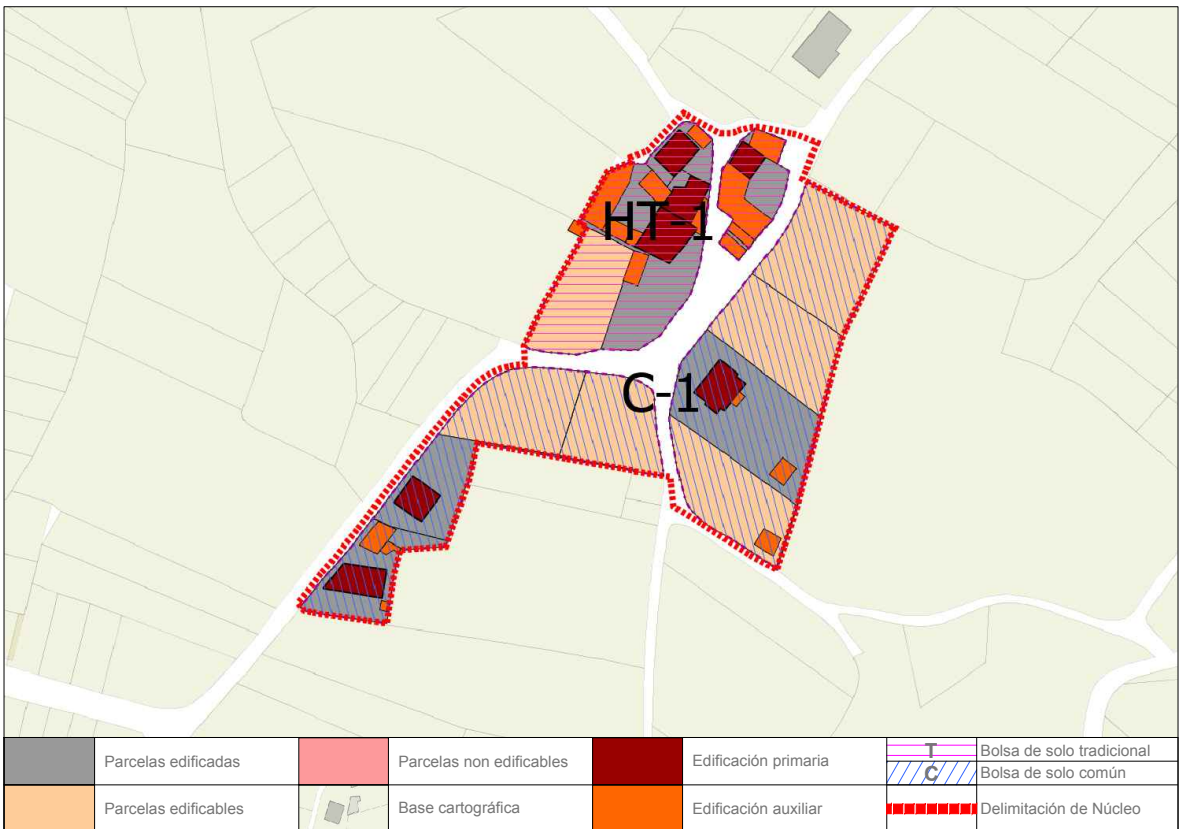 HT-1
C-1
Parcelas edificadas
Parcelas non edificables
Edificación primaria
T
Bolsa de solo tradicional
C
Bolsa de solo común
Parcelas edificables
Base cartográfica
Edificación auxiliar
Delimitación de Núcleo